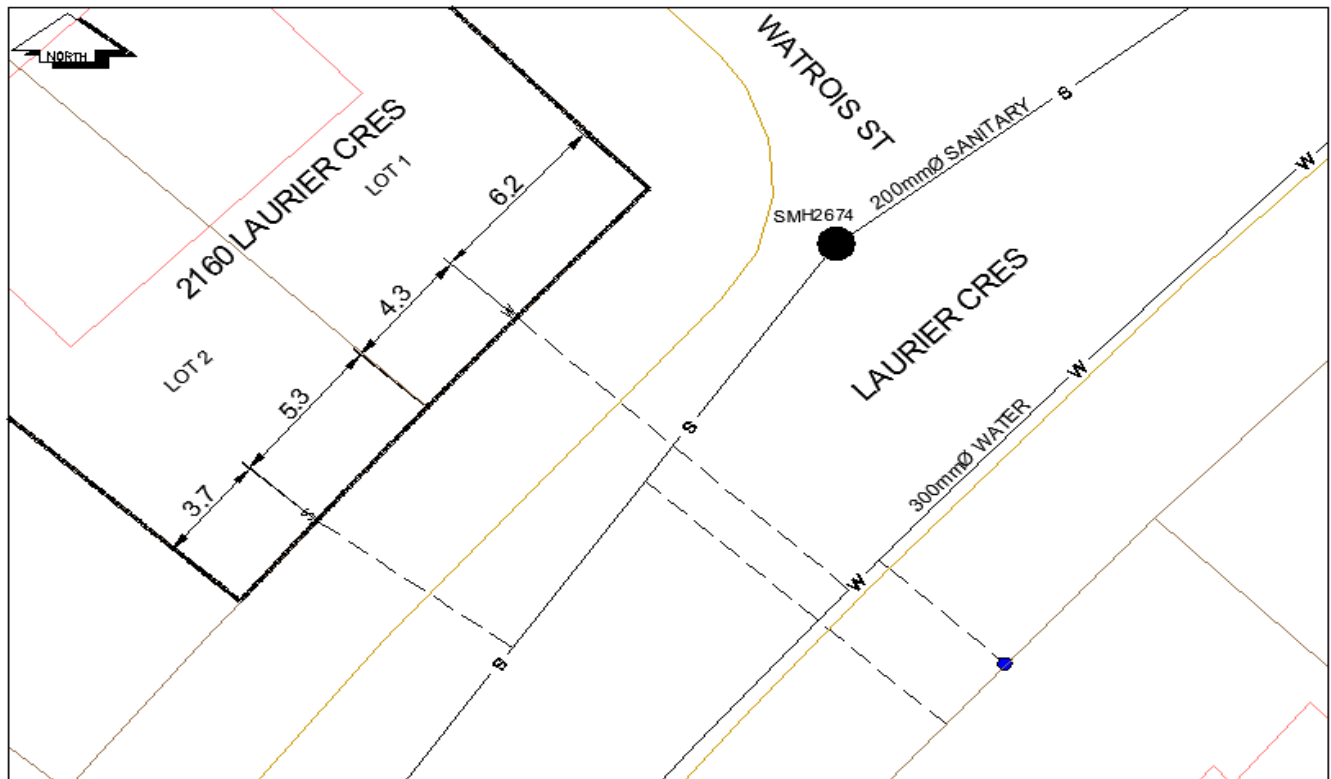 NORTH
WATROIS ST
2160 LAURIER CRES
LOT 1
6.2
200mmØ SANITARY
S
W
SMH2674
4.3
W
LAURIER CRES
LOT 2
5.3
W
S
300mmØ WATER
3.7
S
W
S